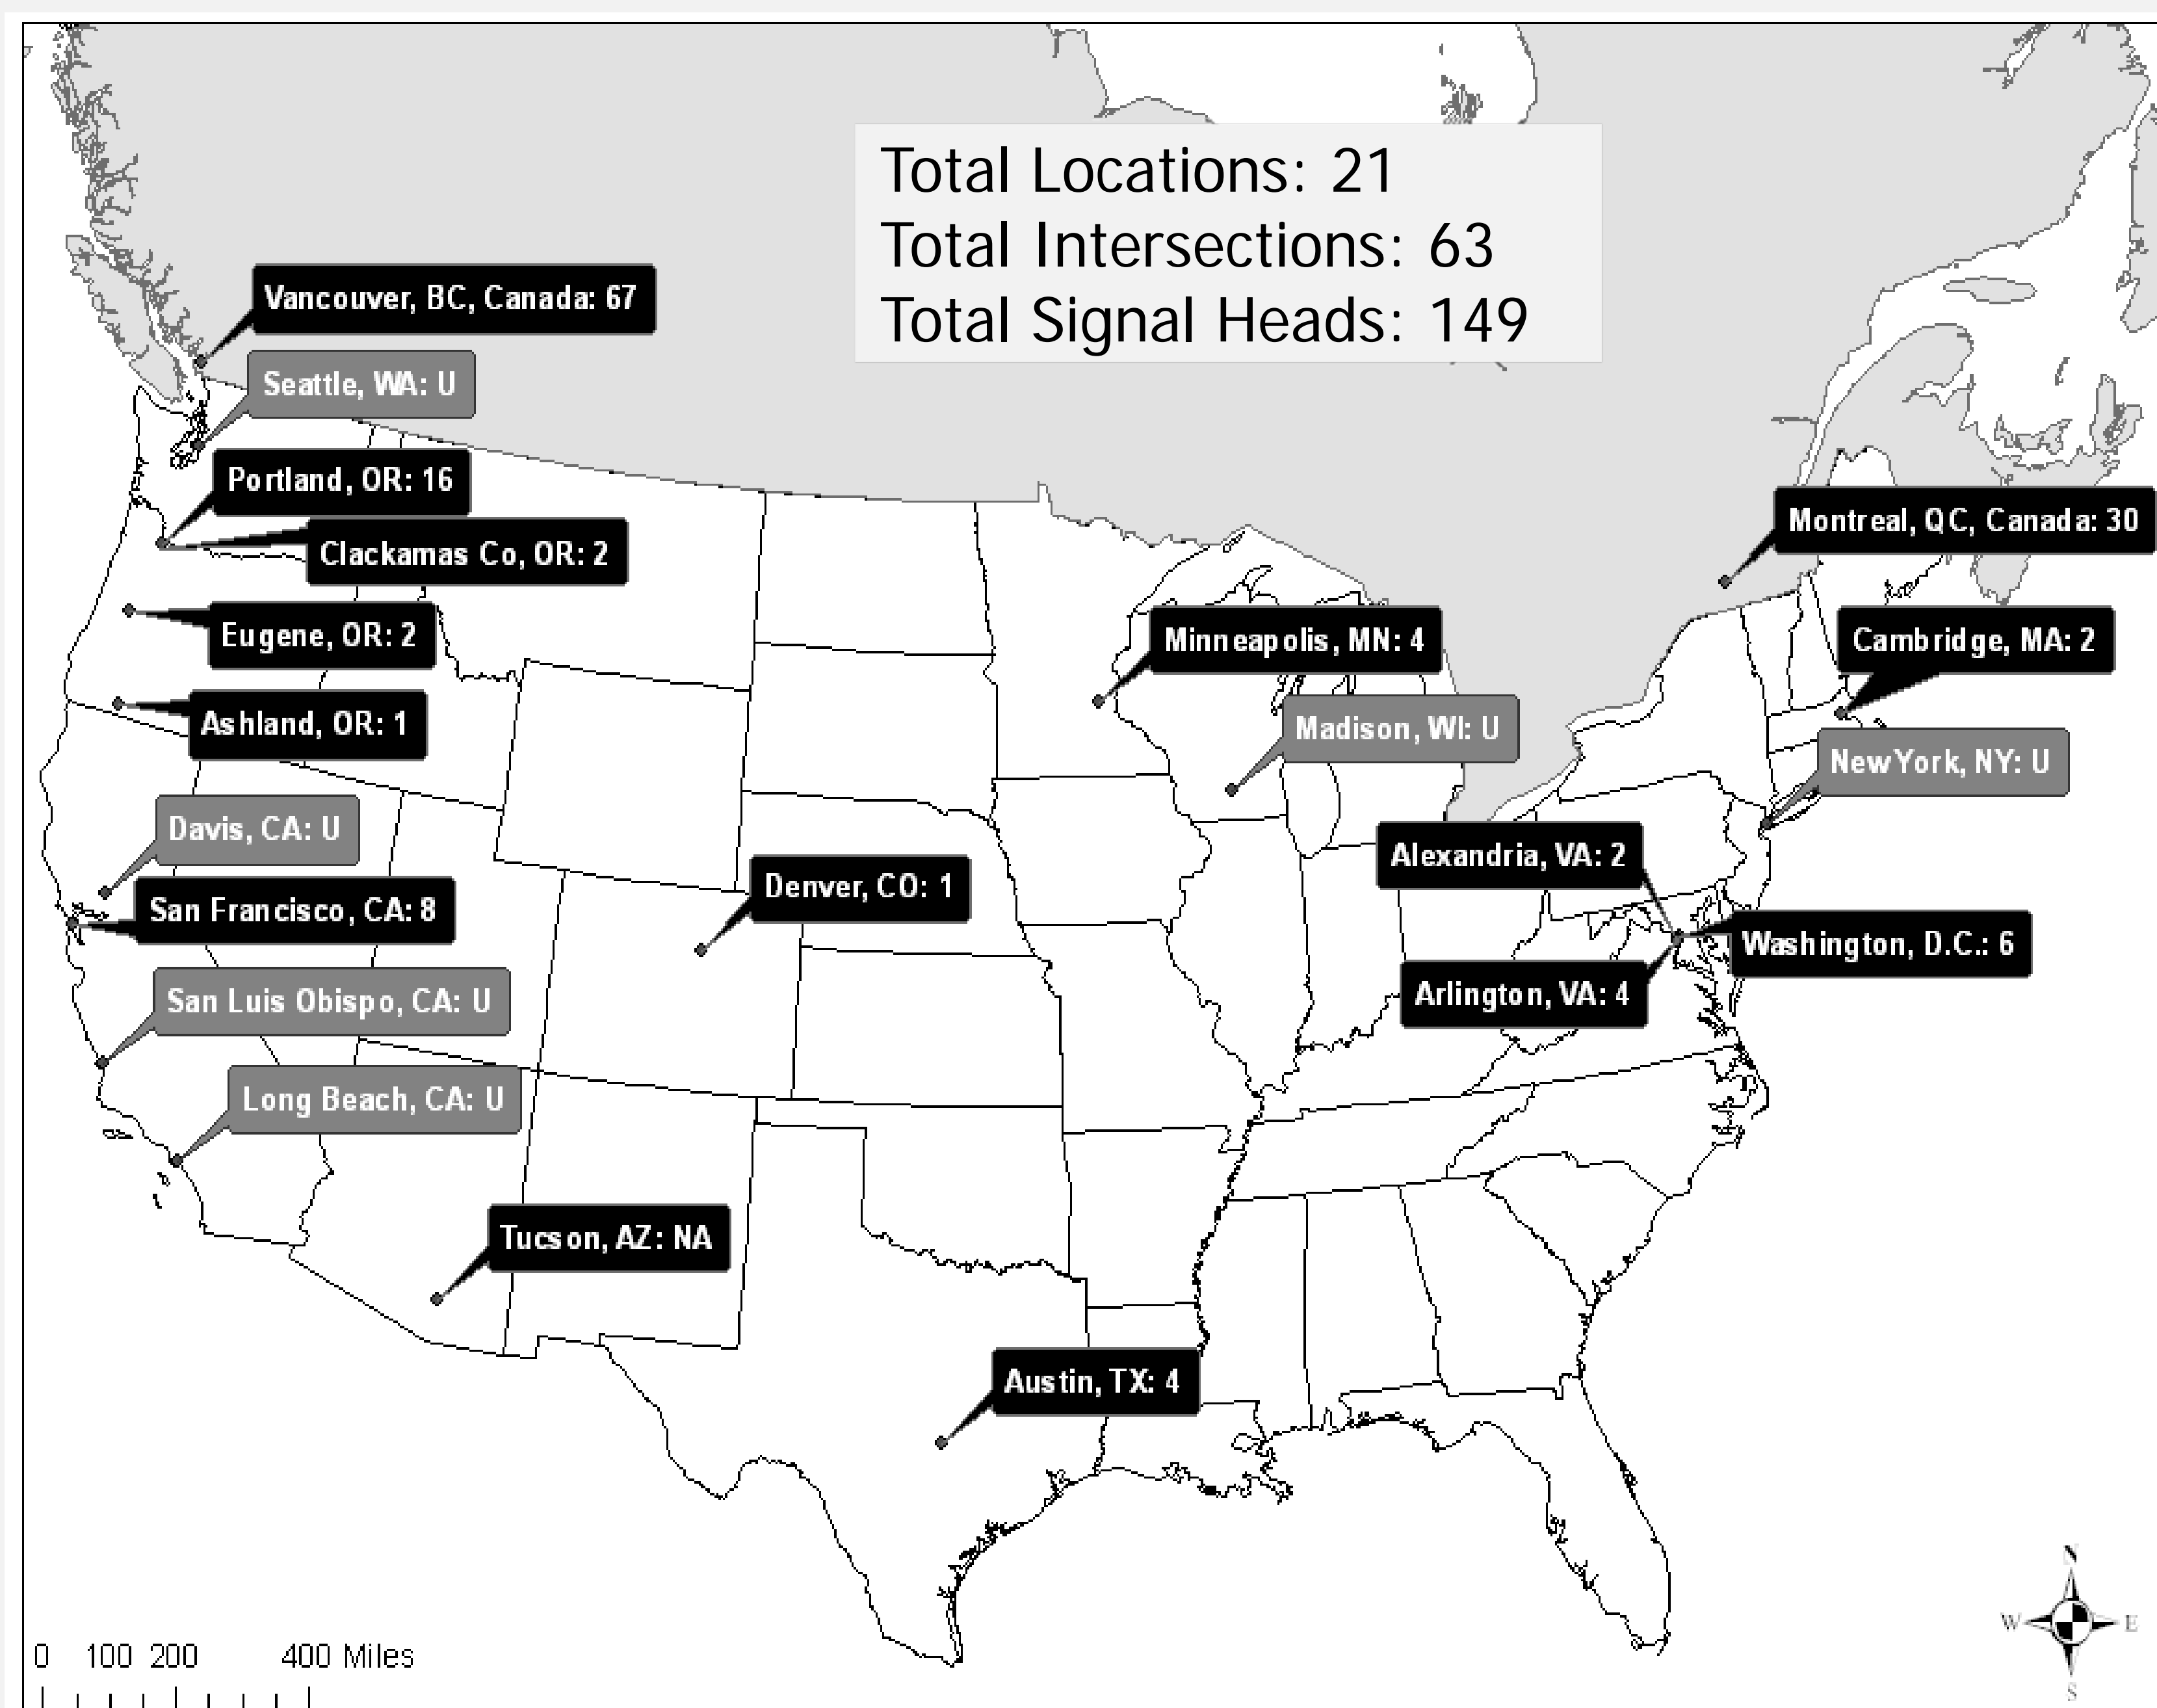 Total Locations: 21
Total Intersections: 63
Total Signal Heads: 149
Vancouver, BC, Canada: 67
Seattle, WA: U
Portland, OR: 16
Clackamas Co, OR: 2
Eugene, OR: 2
Ashland, OR: 1
Davis, CA: U
San Francisco, CA: 8
San Luis Obispo, CA: U
Long Beach, CA: U
Tucson, AZ: NA
Denver, CO: 1
Austin, TX: 4
Minneapolis, MN: 4
Madison, WI: U
Montreal, QC, Canada: 30
Cambridge, MA: 2
New York, NY: U
Alexandria, VA: 2
Washington, D.C.: 6
Arlington, VA: 4
0 100 200 400 Miles
N
W E
S